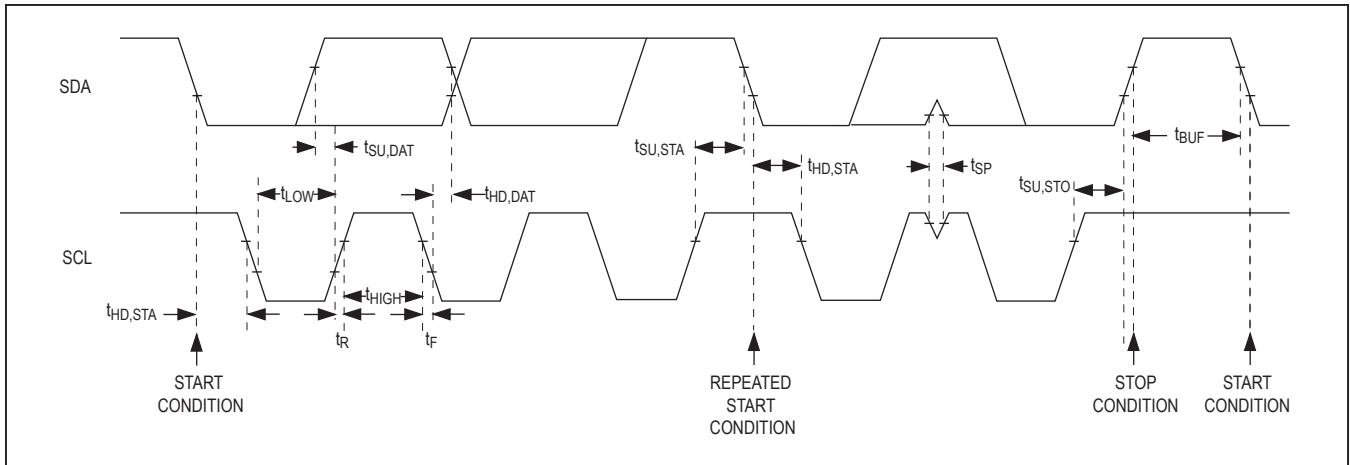 SDA
tSU,DAT
tSU,STA
tHD,STA
tSP
tBUF
tSU,STO
tLOW
tHD,DAT
SCL
tHIGH
tHD,STA
tR
tF
START
CONDITION
REPEATED
START
CONDITION
STOP
CONDITION
START
CONDITION